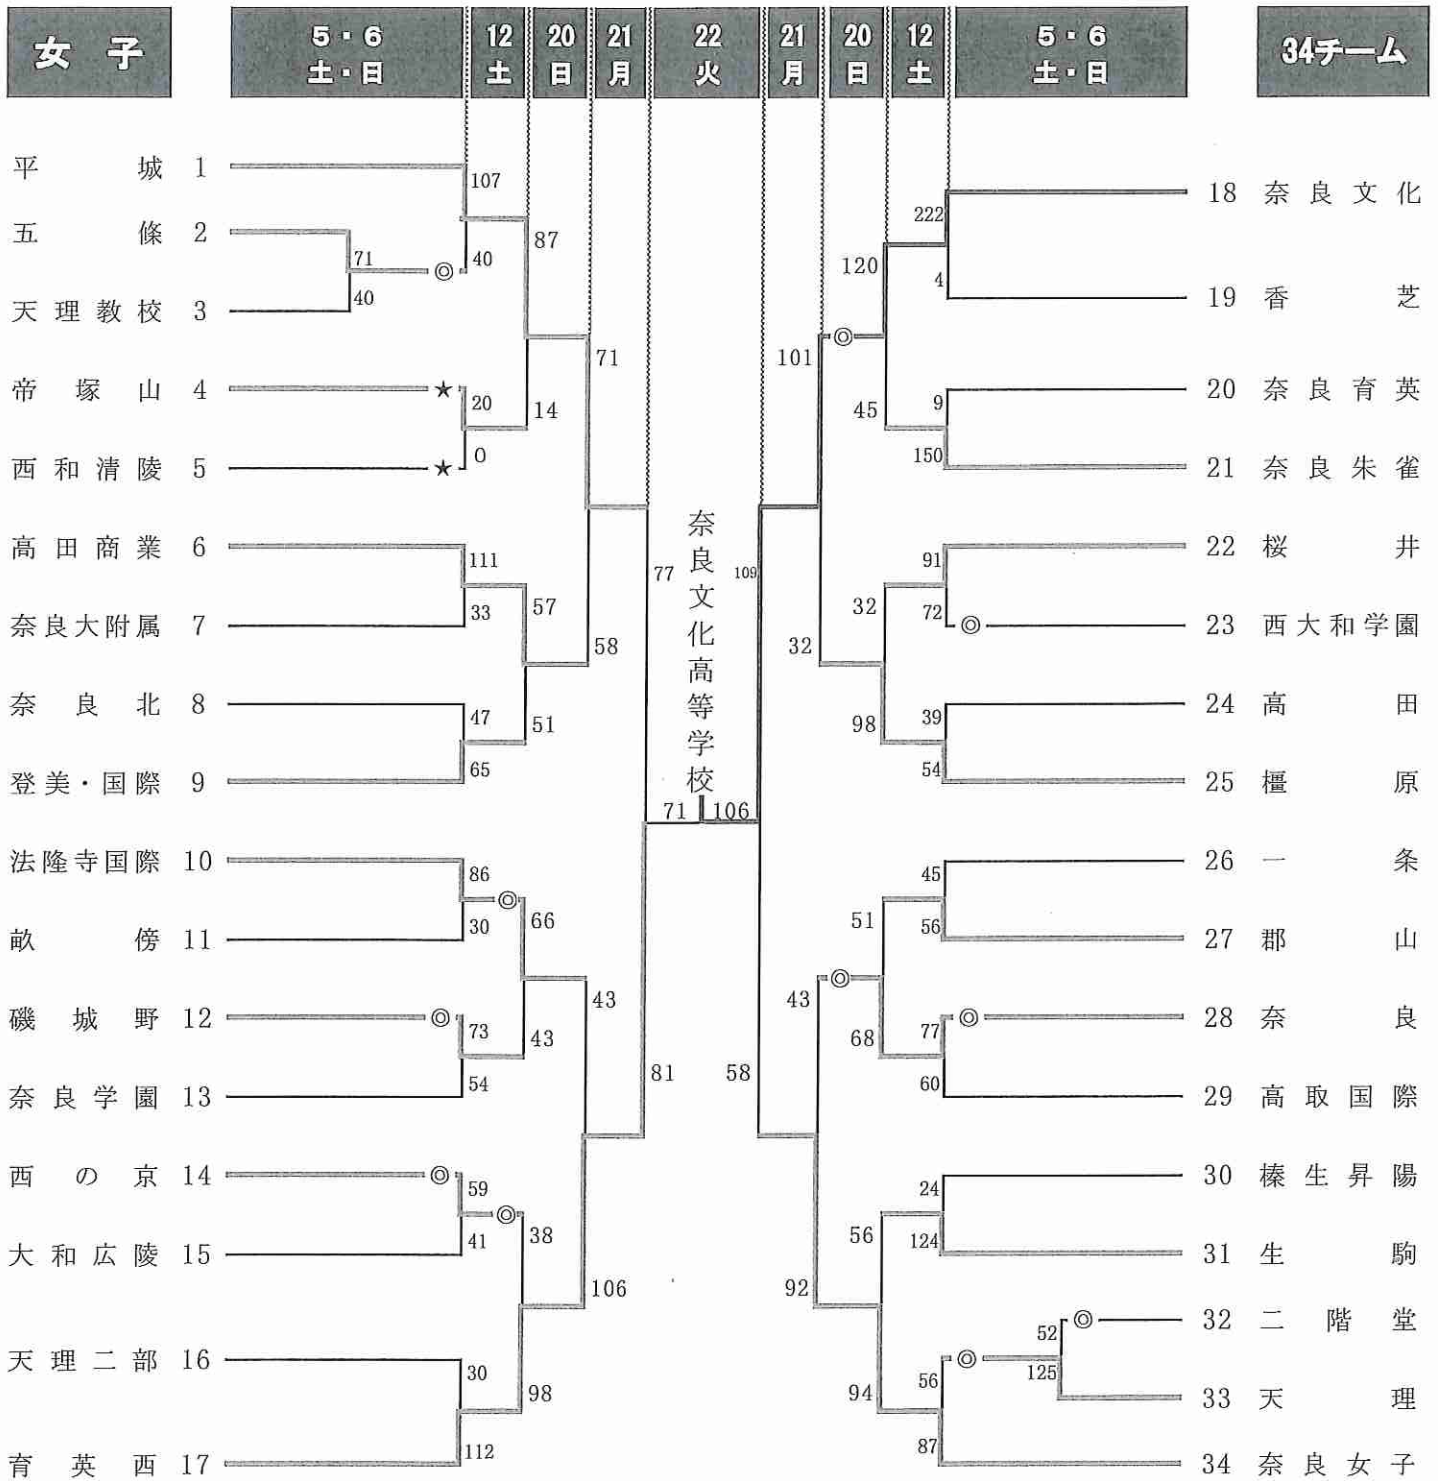 女子 5・6 12 20 21 22 21 20 12 5・6 34チーム
土・日 土 日 月 火 月 日 土 土・日
平城 1
107
五條 2
71
◎
40
87
40
天理教校 3
帝塚山 4
★
20
14
71
西和清陵 5
★
0
高田商業 6
111
57
奈良大附属 7
33
58
奈良北 8
47
51
登美・国際 9
65
法隆寺国際 10
86
◎
66
畝傍 11
30
43
磯城野 12
◎
73
43
奈良学園 13
54
西の京 14
◎
59
◎
38
大和広陵 15
41
106
天理二部 16
30
98
育英西 17
112
77
109
奈良文化高等学校
71 106
81 58
18 奈良文化
222
120
4
19 香芝
◎
101
20 奈良育英
9
45
150
21 奈良朱雀
22 桜井
91
32
72
◎
23 西大和学園
32
24 高田
39
98
54
25 橿原
26 一条
45
51
56
27 郡山
◎
43
28 奈良
◎
77
68
60
29 高取国際
30 榛生昇陽
24
56
124
31 生駒
92
32 二階堂
◎
52
◎
125
56
94
33 天理
87
34 奈良女子